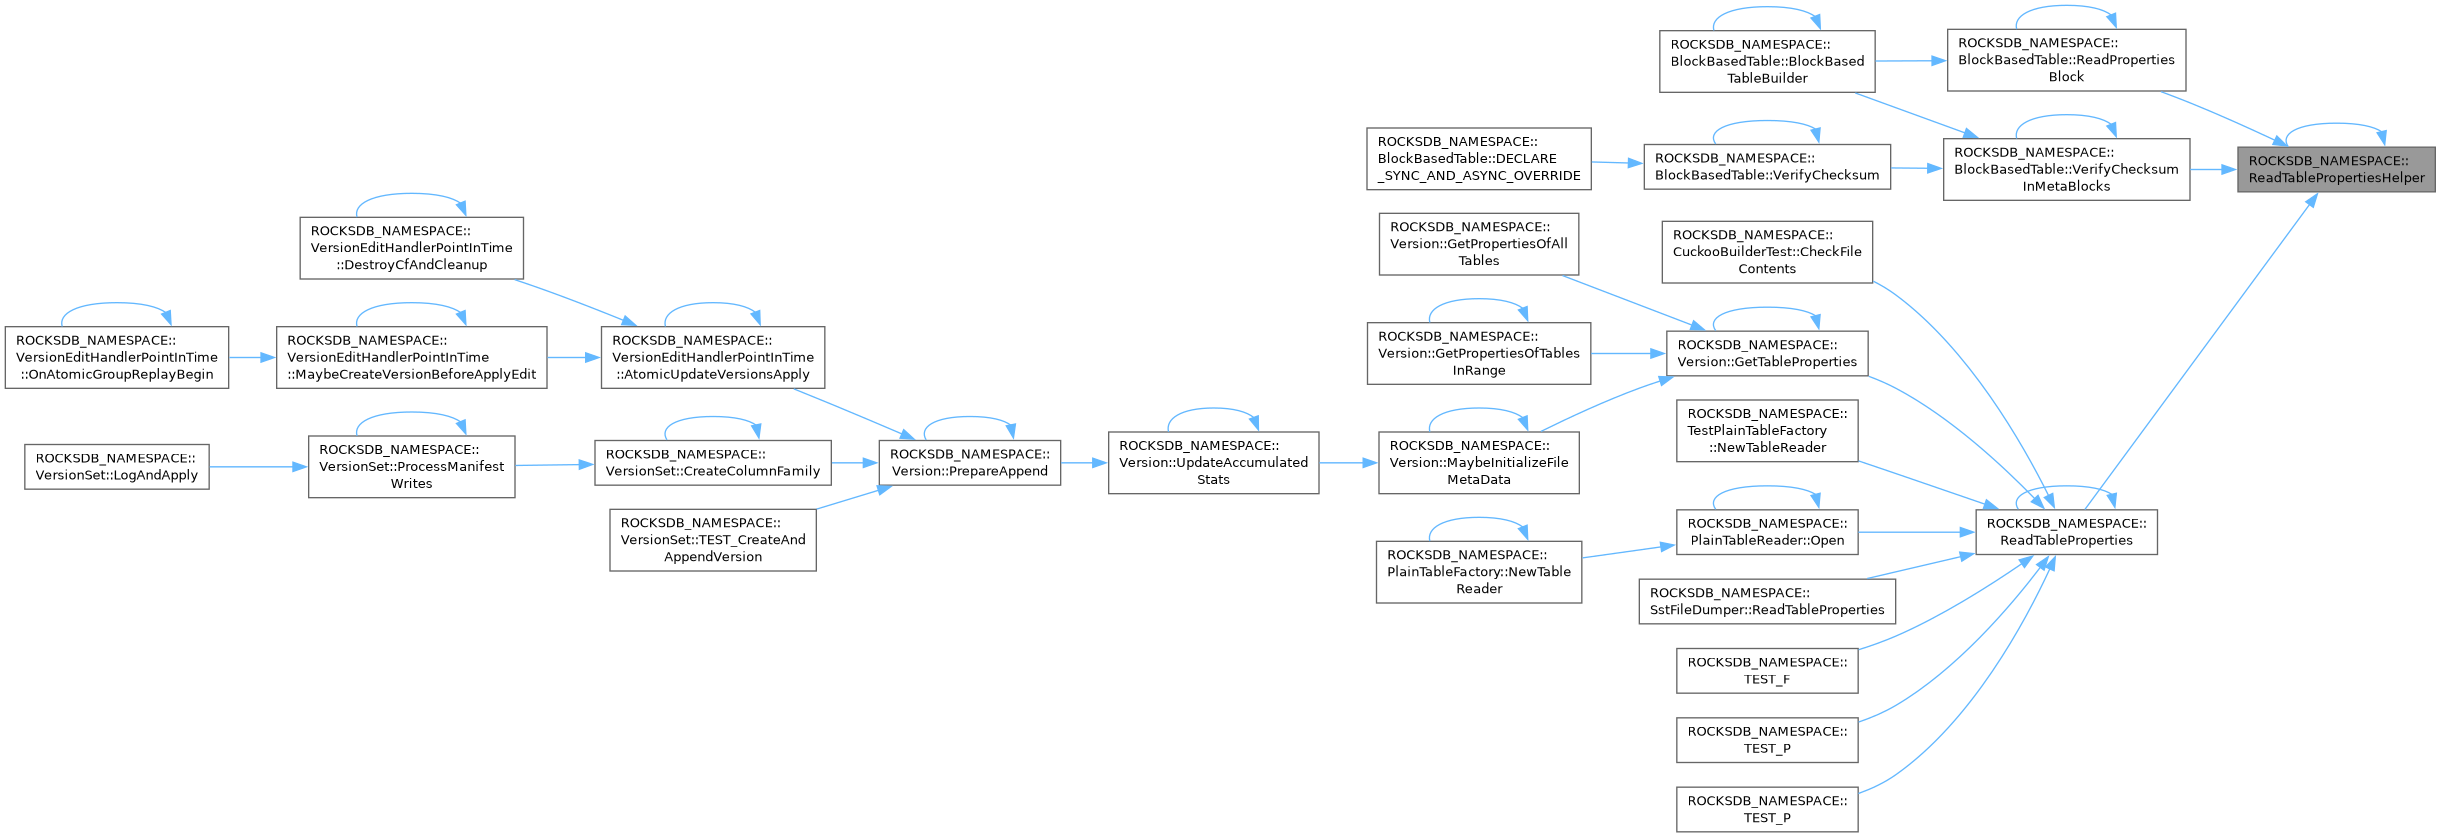 ROCKSDB_NAMESPACE::
BlockBasedTable::BlockBased
TableBuilder
ROCKSDB_NAMESPACE::
BlockBasedTable::ReadProperties
Block
ROCKSDB_NAMESPACE::
BlockBasedTable::DECLARE
_SYNC_AND_ASYNC_OVERRIDE
ROCKSDB_NAMESPACE::
BlockBasedTable::VerifyChecksum
ROCKSDB_NAMESPACE::
BlockBasedTable::VerifyChecksum
InMetaBlocks
ROCKSDB_NAMESPACE::
ReadTablePropertiesHelper
ROCKSDB_NAMESPACE::
VersionEditHandlerPointInTime
::DestroyCfAndCleanup
ROCKSDB_NAMESPACE::
Version::GetPropertiesOfAll
Tables
ROCKSDB_NAMESPACE::
CuckooBuilderTest::CheckFile
Contents
ROCKSDB_NAMESPACE::
VersionEditHandlerPointInTime
::OnAtomicGroupReplayBegin
ROCKSDB_NAMESPACE::
VersionEditHandlerPointInTime
::MaybeCreateVersionBeforeApplyEdit
ROCKSDB_NAMESPACE::
VersionEditHandlerPointInTime
::AtomicUpdateVersionsApply
ROCKSDB_NAMESPACE::
Version::GetPropertiesOfTables
InRange
ROCKSDB_NAMESPACE::
Version::GetTableProperties
ROCKSDB_NAMESPACE::
TestPlainTableFactory
::NewTableReader
ROCKSDB_NAMESPACE::
VersionSet::LogAndApply
ROCKSDB_NAMESPACE::
VersionSet::ProcessManifest
Writes
ROCKSDB_NAMESPACE::
VersionSet::CreateColumnFamily
ROCKSDB_NAMESPACE::
Version::PrepareAppend
ROCKSDB_NAMESPACE::
Version::UpdateAccumulated
Stats
ROCKSDB_NAMESPACE::
Version::MaybeInitializeFile
MetaData
ROCKSDB_NAMESPACE::
VersionSet::TEST_CreateAnd
AppendVersion
ROCKSDB_NAMESPACE::
PlainTableFactory::NewTable
Reader
ROCKSDB_NAMESPACE::
PlainTableReader::Open
ROCKSDB_NAMESPACE::
ReadTableProperties
ROCKSDB_NAMESPACE::
SstFileDumper::ReadTableProperties
ROCKSDB_NAMESPACE::
TEST_F
ROCKSDB_NAMESPACE::
TEST_P
ROCKSDB_NAMESPACE::
TEST_P